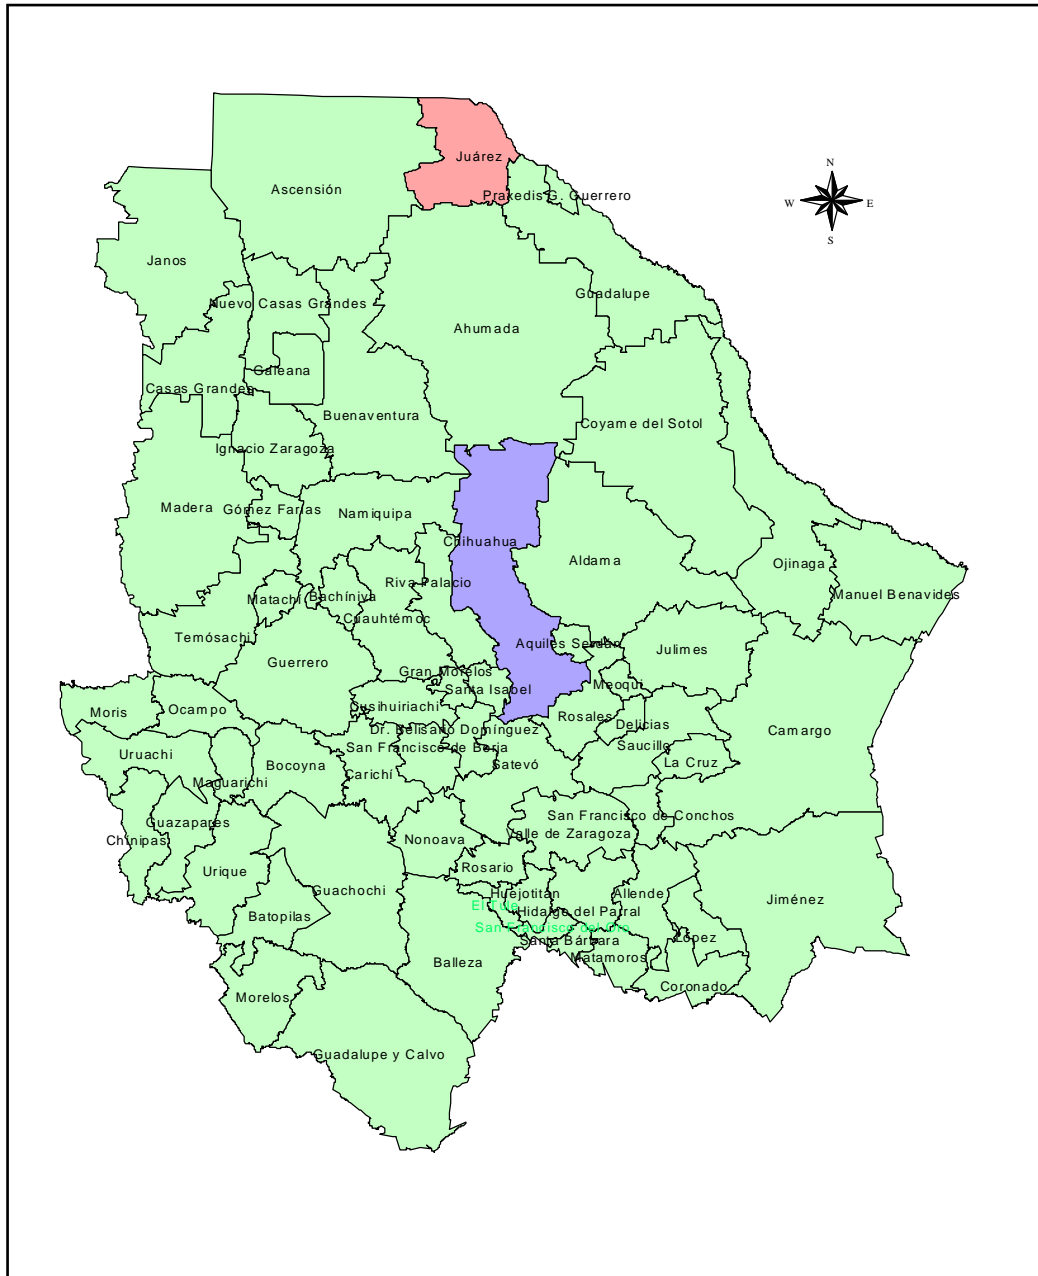 Juárez
N
Ascensión
Praxedis G. Guerrero
W
E
S
Janos
Guadalupe
Nuevo Casas Grandes
Ahumada
Galeana
Casas Grandes
Buenaventura
Coyame del Sotol
Ignacio Zaragoza
Madera
Gómez Farías
Namiquipa
Chihuahua
Aldama
Ojinaga
Riva Palacio
Manuel Benavides
Matachí
Bachíniva
Cuauhtémoc
Temósachi
Aquiles Serdán
Julimes
Guerrero
Gran Morelos
Santa Isabel
Meoqui
Moris
Ocampo
Cusihuiriachi
Rosales
Delicias
Camargo
Dr. Belisario Domínguez
San Francisco de Borja
Saucillo
Uruachi
Maguarichi
Bocoyna
Carichí
Satevó
La Cruz
San Francisco de Conchos
Guazapares
Chínipas
Nonoava
Valle de Zaragoza
Urique
Rosario
Guachochi
Huejotitán
Allende
Jiménez
El Tule
Hidalgo del Parral
Batopilas
San Francisco del Oro
Santa Bárbara
López
Balleza
Matamoros
Coronado
Morelos
Guadalupe y Calvo